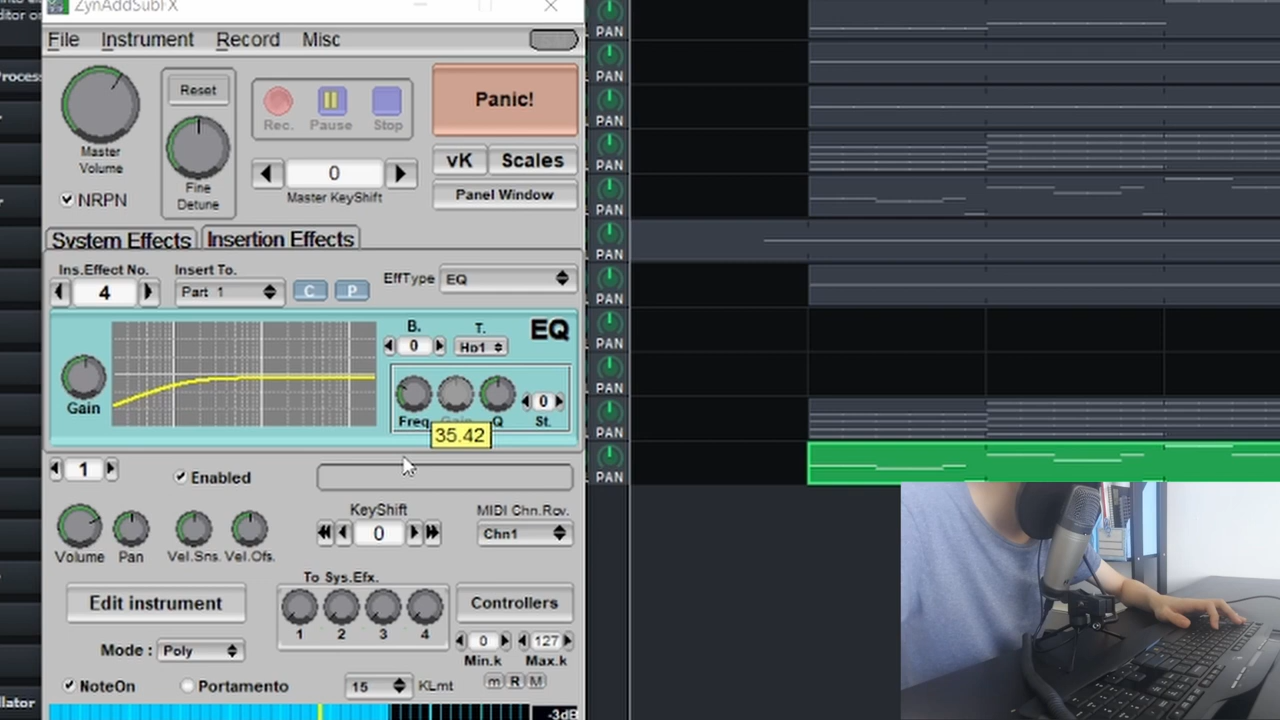 ZynAddSubFX
File Instrument Record Misc
Reset
Panic!
Rec. Pause Stop
Master Volume
Fine Detune
NRPN
0
Master KeyShift
vK Scales
Panel Window
System Effects Insertion Effects
Ins.Effect No. Insert To. EffType EQ
4 Part 1 C P
B. T. EQ
0 Hp1
Gain
Freq Q St.
0
35.42
1 Enabled
KeyShift MIDI Chn.Rcv.
0 Chn1
Volume Pan Vel.Sns. Vel.Ofs.
To Sys.Efx.
Edit instrument
1 2 3 4
Controllers
0 127
Min.k Max.k
Mode : Poly
m R M
NoteOn Portamento 15 KLmt
-3dB
PAN
PAN
PAN
PAN
PAN
PAN
PAN
PAN
PAN
PAN
PAN